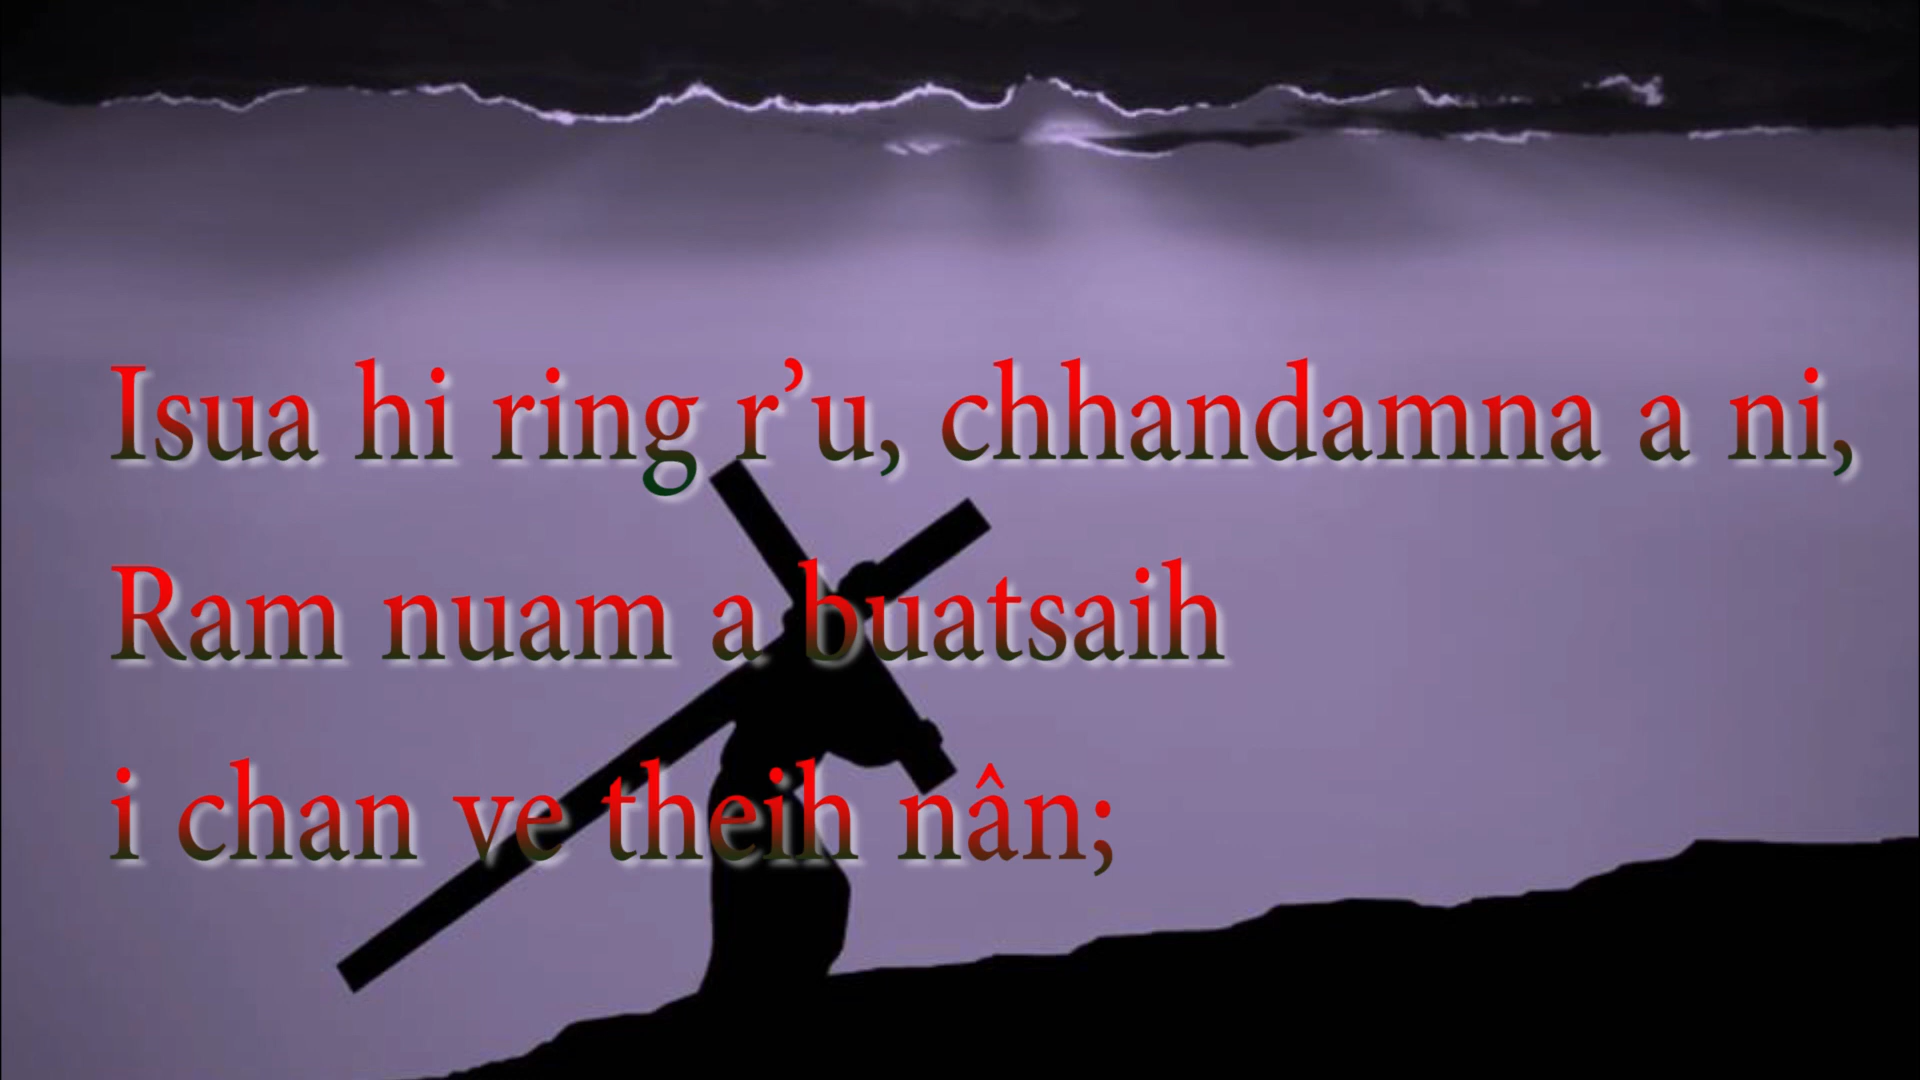 Isua hi ring r’u, chhandamna a ni,
Ram nuam a buatsaih
i chan ve theih nân;